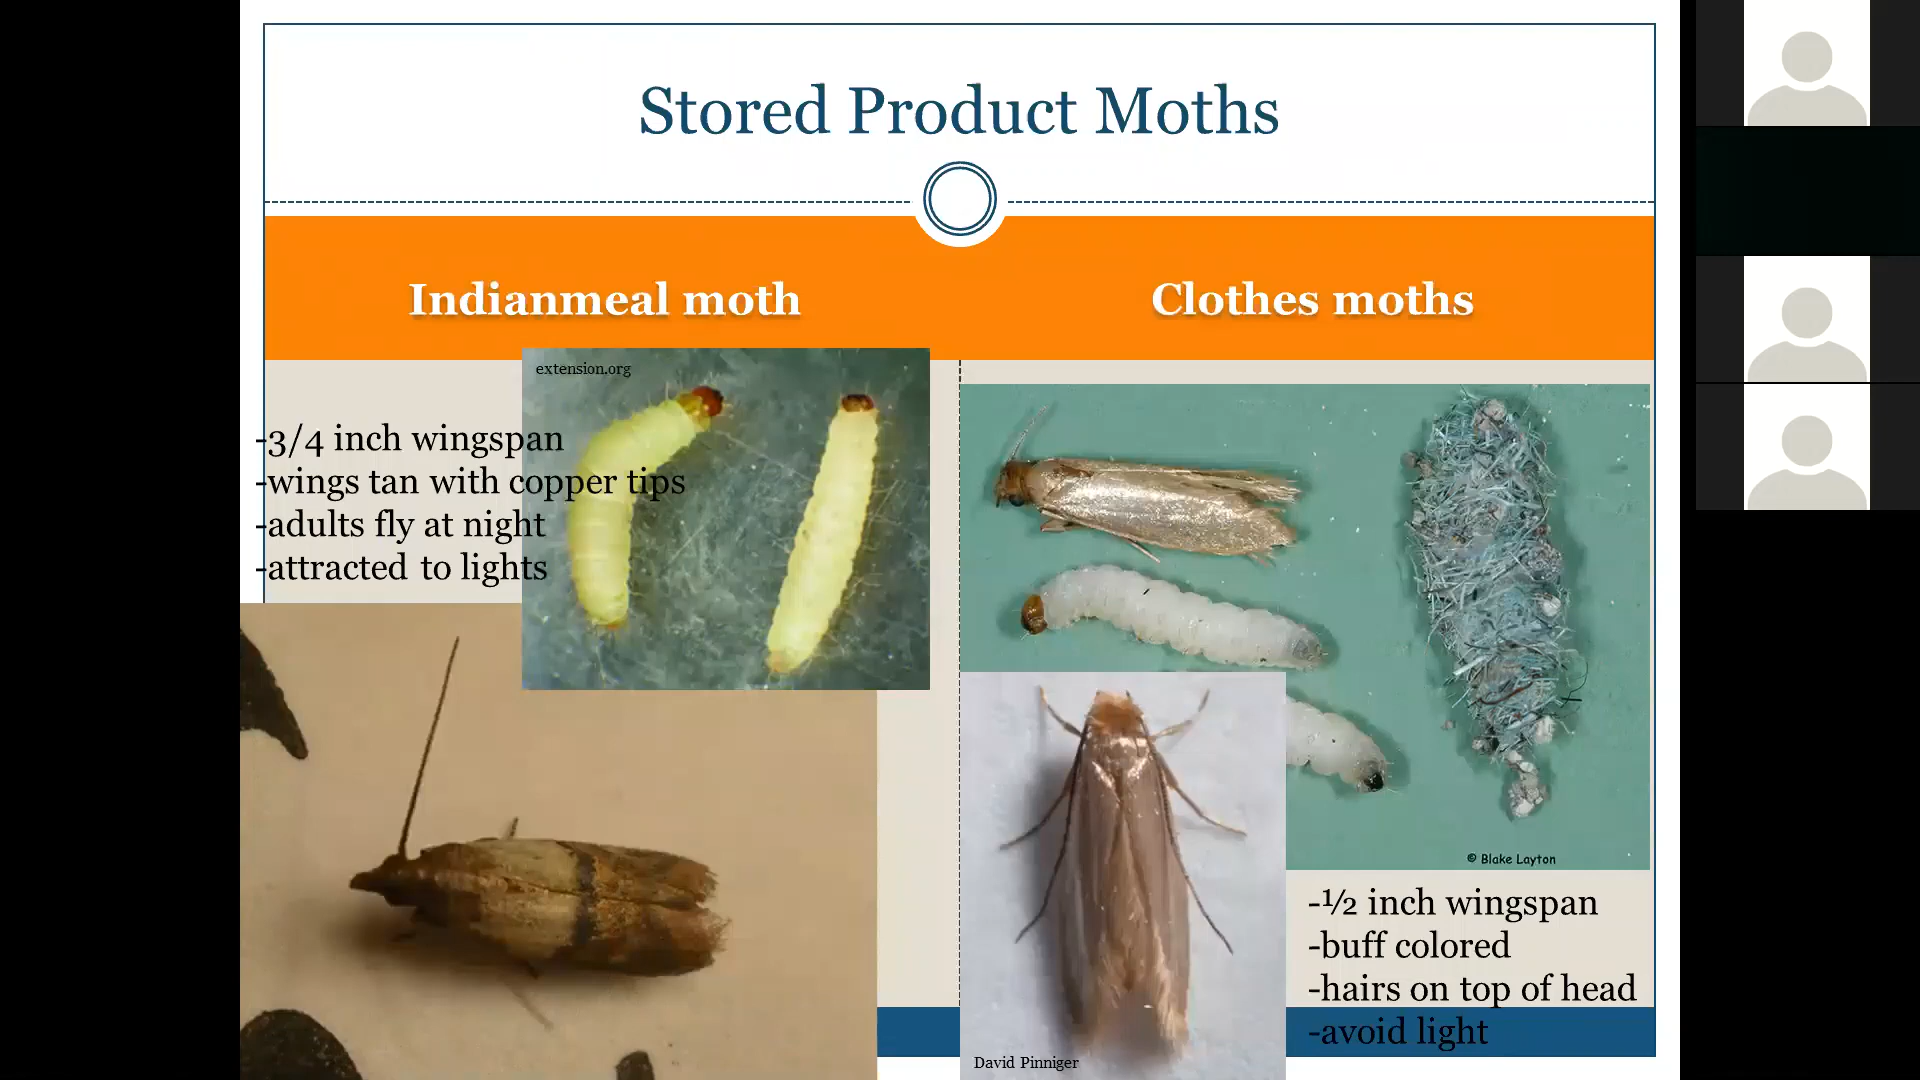 Stored Product Moths
Indianmeal moth
Clothes moths
extension.org
-3/4 inch wingspan
-wings tan with copper tips
-adults fly at night
-attracted to lights
© Blake Layton
-½ inch wingspan
-buff colored
-hairs on top of head
-avoid light
David Pinniger